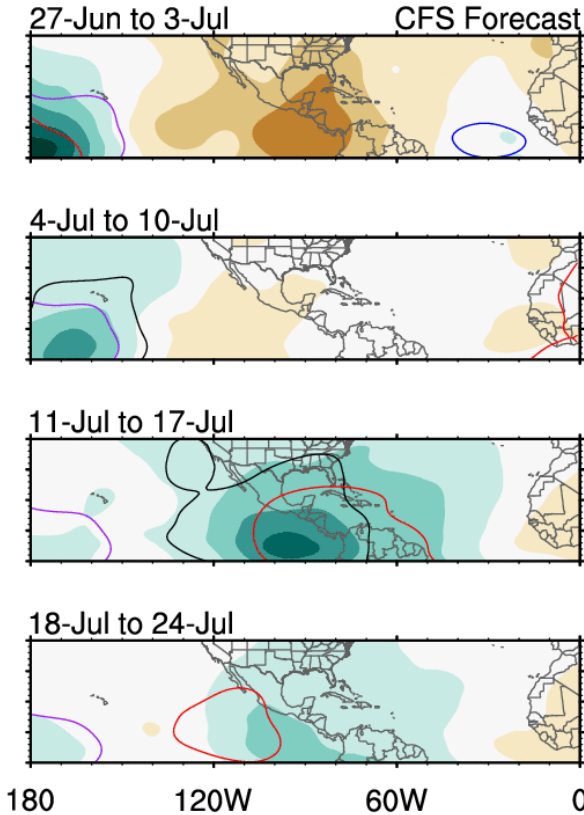 27-Jun to 3-Jul CFS Forecast
4-Jul to 10-Jul
11-Jul to 17-Jul
18-Jul to 24-Jul
180 120W 60W 0